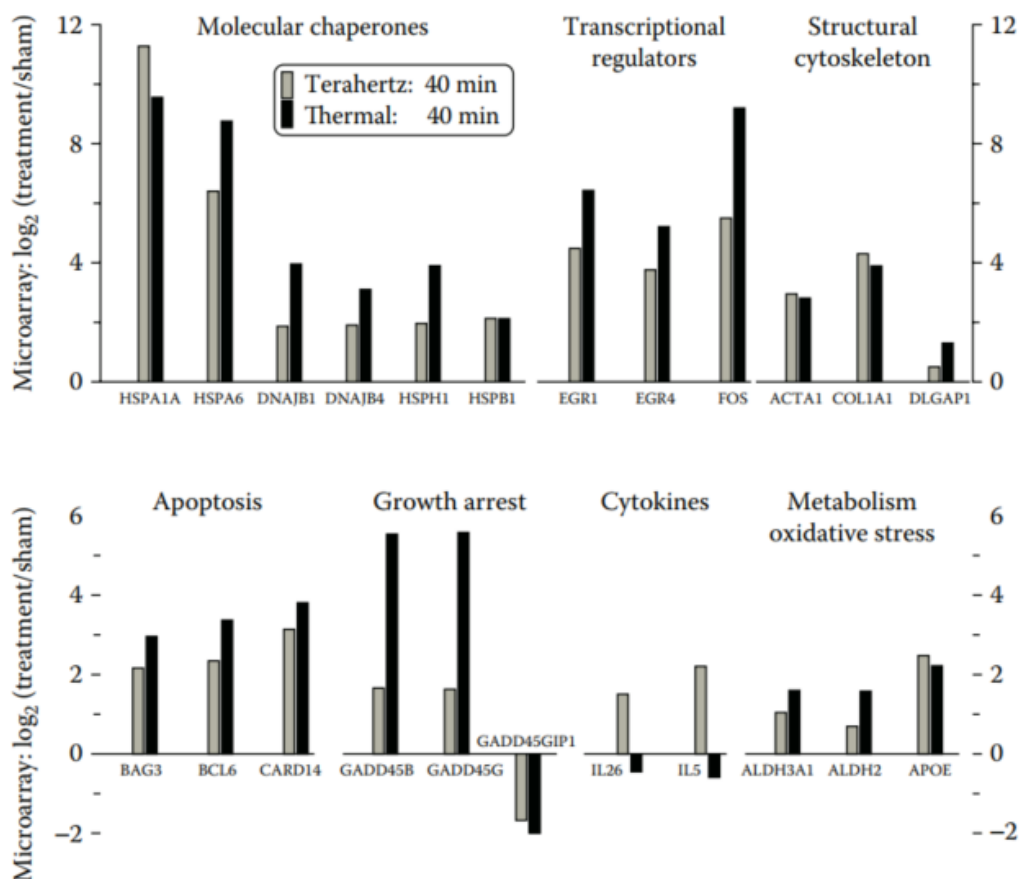 Molecular chaperones
Transcriptional
regulators
Structural
cytoskeleton
Terahertz: 40 min
Thermal: 40 min
Microarray: log₂ (treatment/sham)
12
8
4
0
12
8
4
0
HSPA1A HSPA6 DNAJB1 DNAJB4 HSPH1 HSPB1 EGR1 EGR4 FOS ACTA1 COL1A1 DLGAP1
Apoptosis
Growth arrest
Cytokines
Metabolism
oxidative stress
Microarray: log₂ (treatment/sham)
6
4
2
0
−2
6
4
2
0
−2
GADD45GIP1
BAG3 BCL6 CARD14 GADD45B GADD45G IL26 IL5 ALDH3A1 ALDH2 APOE